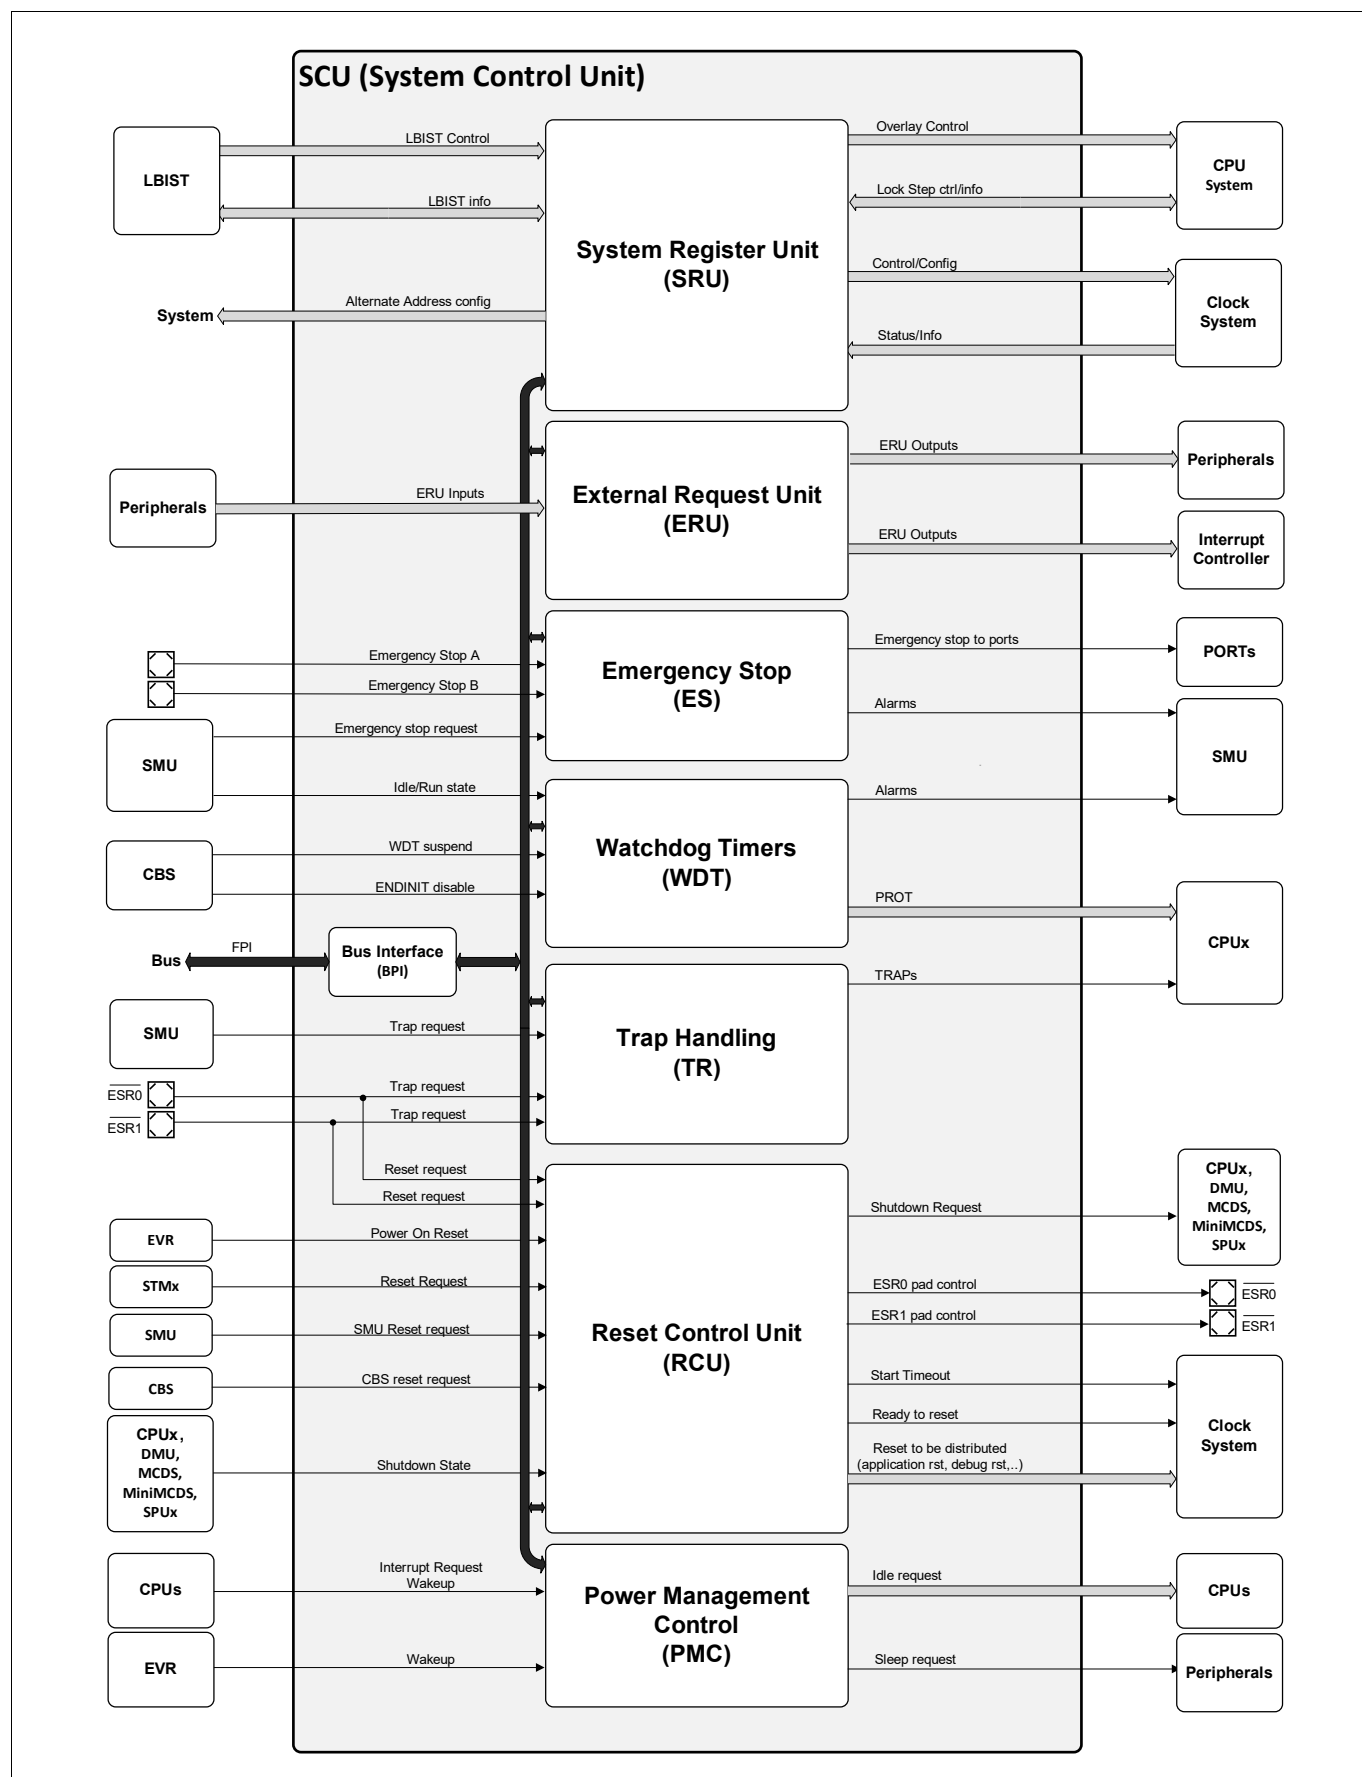 SCU (System Control Unit)
LBIST
LBIST Control
LBIST info
System
Alternate Address config
System Register Unit
(SRU)
Overlay Control
Lock Step ctrl/info
CPU
System
Control/Config
Status/Info
Clock
System
Peripherals
ERU Inputs
External Request Unit
(ERU)
ERU Outputs
Peripherals
ERU Outputs
Interrupt
Controller
Emergency Stop A
Emergency Stop B
SMU
Emergency stop request
Idle/Run state
Emergency Stop
(ES)
Emergency stop to ports
PORTs
Alarms
SMU
Alarms
CBS
WDT suspend
ENDINIT disable
Watchdog Timers
(WDT)
PROT
CPUx
TRAPs
Bus
FPI
Bus Interface
(BPI)
SMU
Trap request
ESR0
Trap request
ESR1
Trap request
Trap Handling
(TR)
Reset request
Reset request
EVR
Power On Reset
STMx
Reset Request
SMU
SMU Reset request
CBS
CBS reset request
CPUx,
DMU,
MCDS,
MiniMCDS,
SPUx
Shutdown State
Reset Control Unit
(RCU)
Shutdown Request
CPUx,
DMU,
MCDS,
MiniMCDS,
SPUx
ESR0 pad control
ESR0
ESR1 pad control
ESR1
Start Timeout
Ready to reset
Reset to be distributed
(application rst, debug rst,..)
Clock
System
CPUs
Interrupt Request
Wakeup
EVR
Wakeup
Power Management
Control
(PMC)
Idle request
CPUs
Sleep request
Peripherals